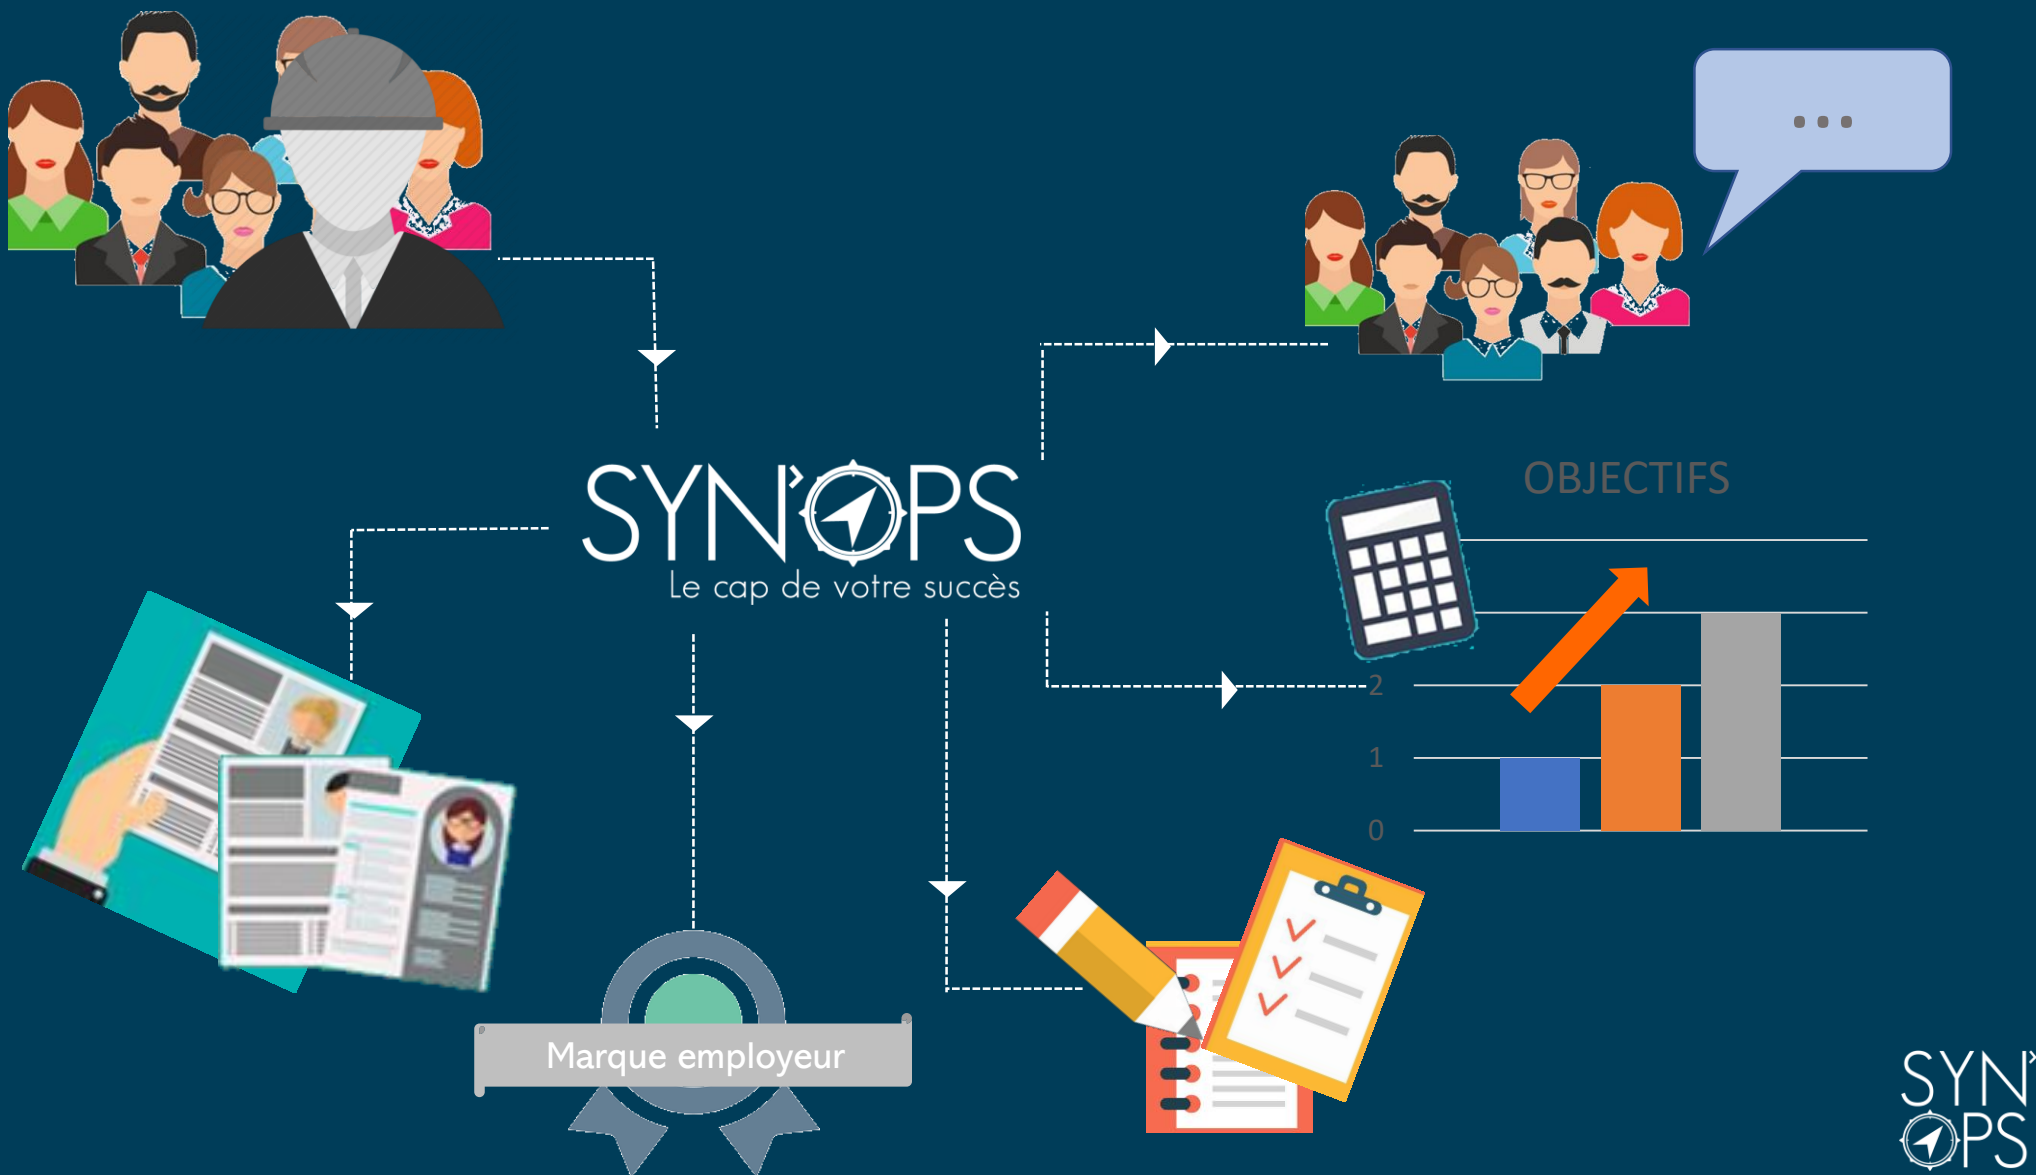 ...
SYN'OPS
Le cap de votre succès
OBJECTIFS
2
1
0
Marque employeur
SYN'
OPS